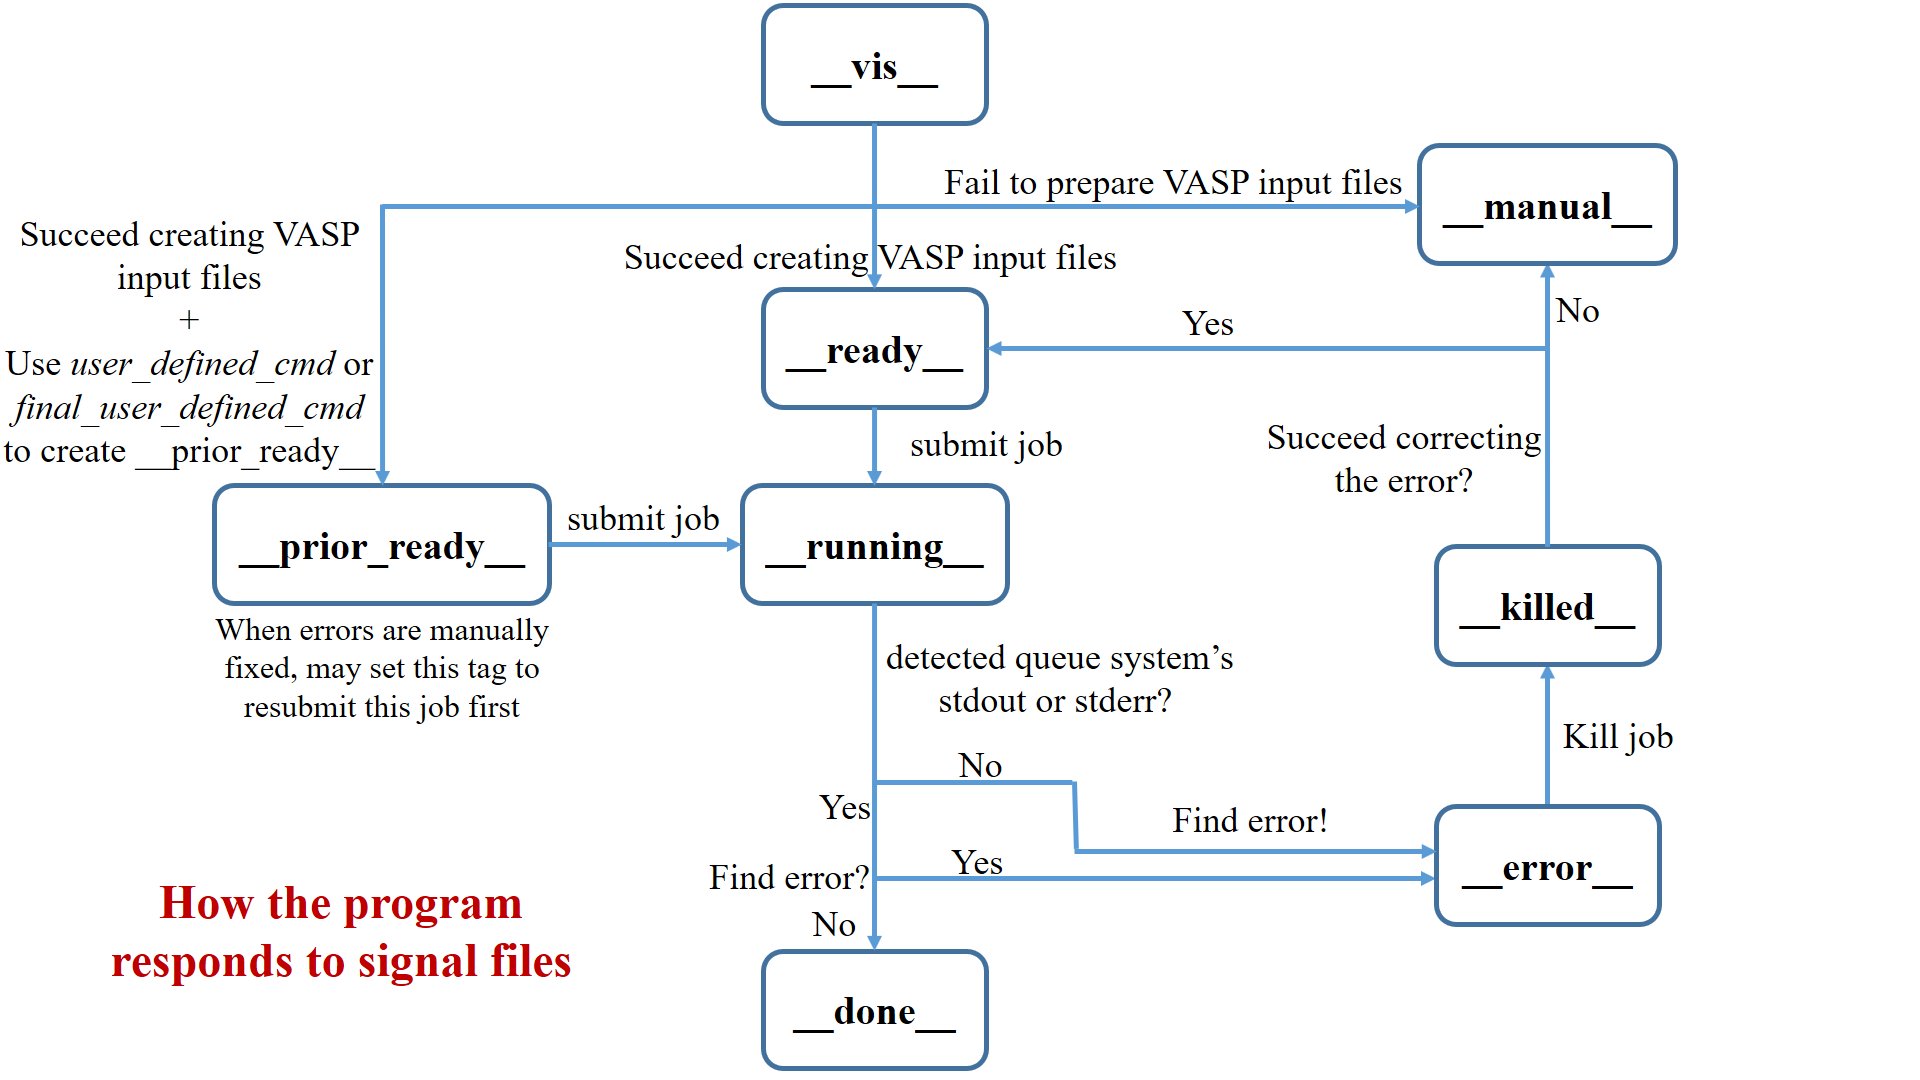 __vis__
Fail to prepare VASP input files
__manual__
Succeed creating VASP
input files
+
Use user_defined_cmd or
final_user_defined_cmd
to create __prior_ready__
Succeed creating VASP input files
__ready__
Yes
No
submit job
Succeed correcting
the error?
__prior_ready__
submit job
__running__
__killed__
When errors are manually
fixed, may set this tag to
resubmit this job first
detected queue system’s
stdout or stderr?
Kill job
No
Yes
Find error!
Find error?
Yes
__error__
No
How the program
responds to signal files
__done__